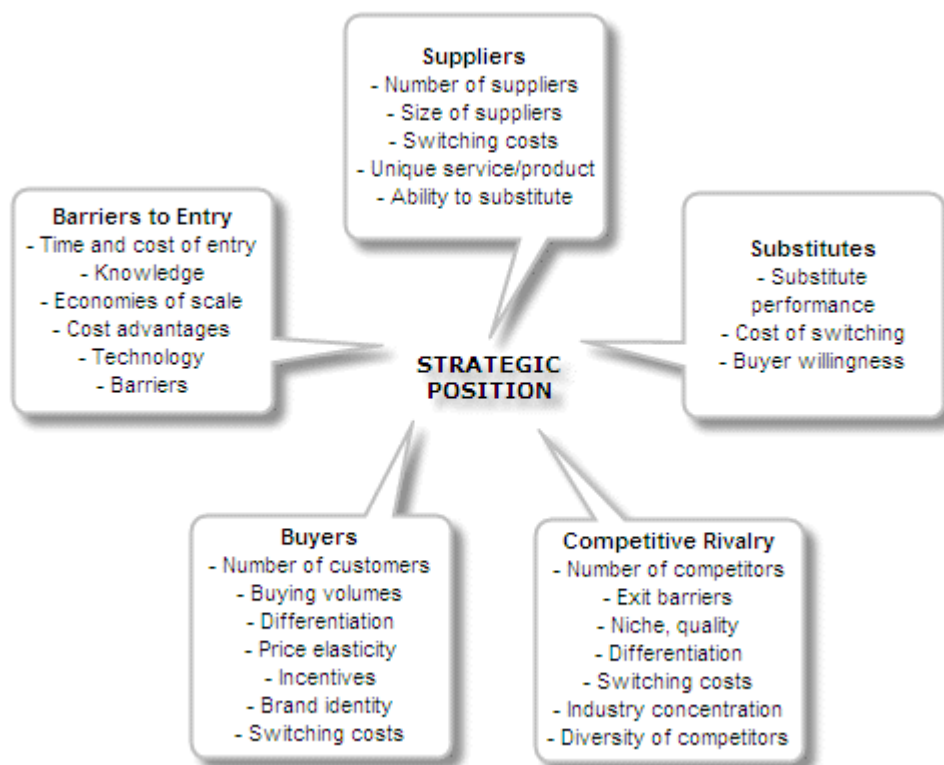 Suppliers
- Number of suppliers
- Size of suppliers
- Switching costs
- Unique service/product
- Ability to substitute
Barriers to Entry
- Time and cost of entry
- Knowledge
- Economies of scale
- Cost advantages
- Technology
- Barriers
Substitutes
- Substitute
performance
- Cost of switching
- Buyer willingness
STRATEGIC
POSITION
Buyers
- Number of customers
- Buying volumes
- Differentiation
- Price elasticity
- Incentives
- Brand identity
- Switching costs
Competitive Rivalry
- Number of competitors
- Exit barriers
- Niche, quality
- Differentiation
- Switching costs
- Industry concentration
- Diversity of competitors